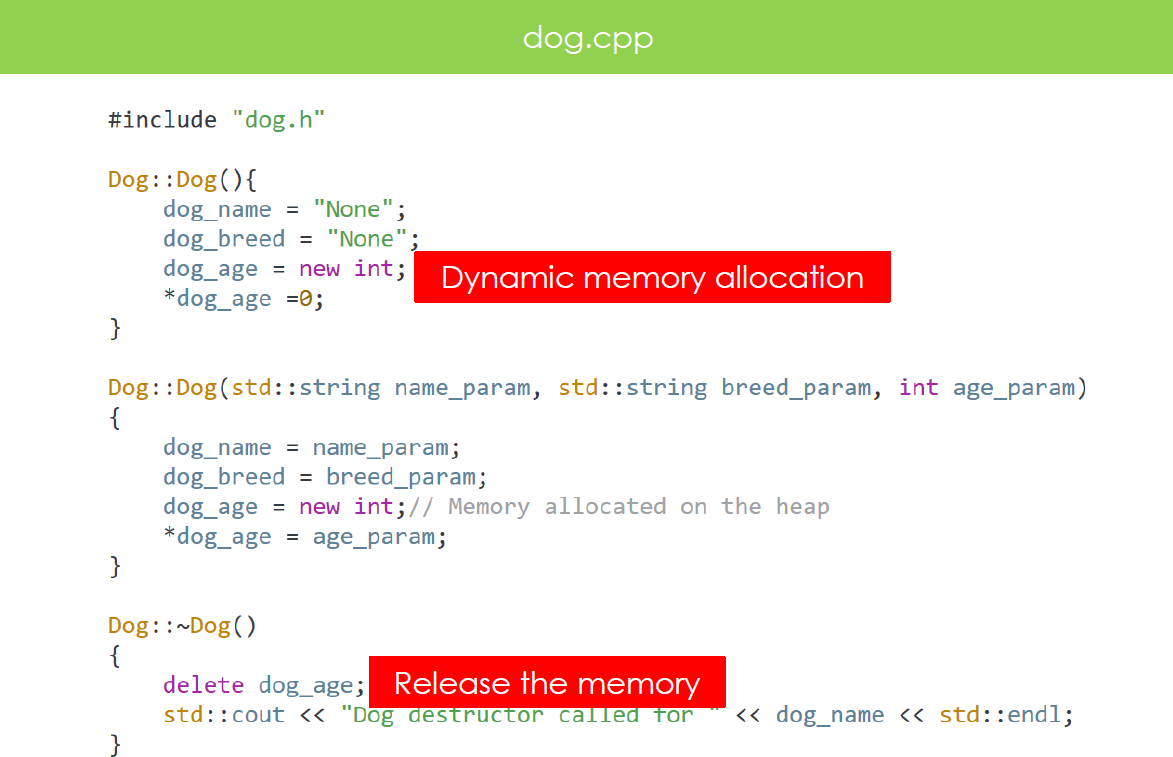 dog.cpp
#include "dog.h"
Dog::Dog(){
dog_name = "None";
dog_breed = "None";
dog_age = new int;
Dynamic memory allocation
*dog_age =0;
}
Dog::Dog(std::string name_param, std::string breed_param, int age_param)
{
dog_name = name_param;
dog_breed = breed_param;
dog_age = new int;// Memory allocated on the heap
*dog_age = age_param;
}
Dog::~Dog()
{
delete dog_age;
Release the memory
std::cout << "Dog destructor called for " << dog_name << std::endl;
}